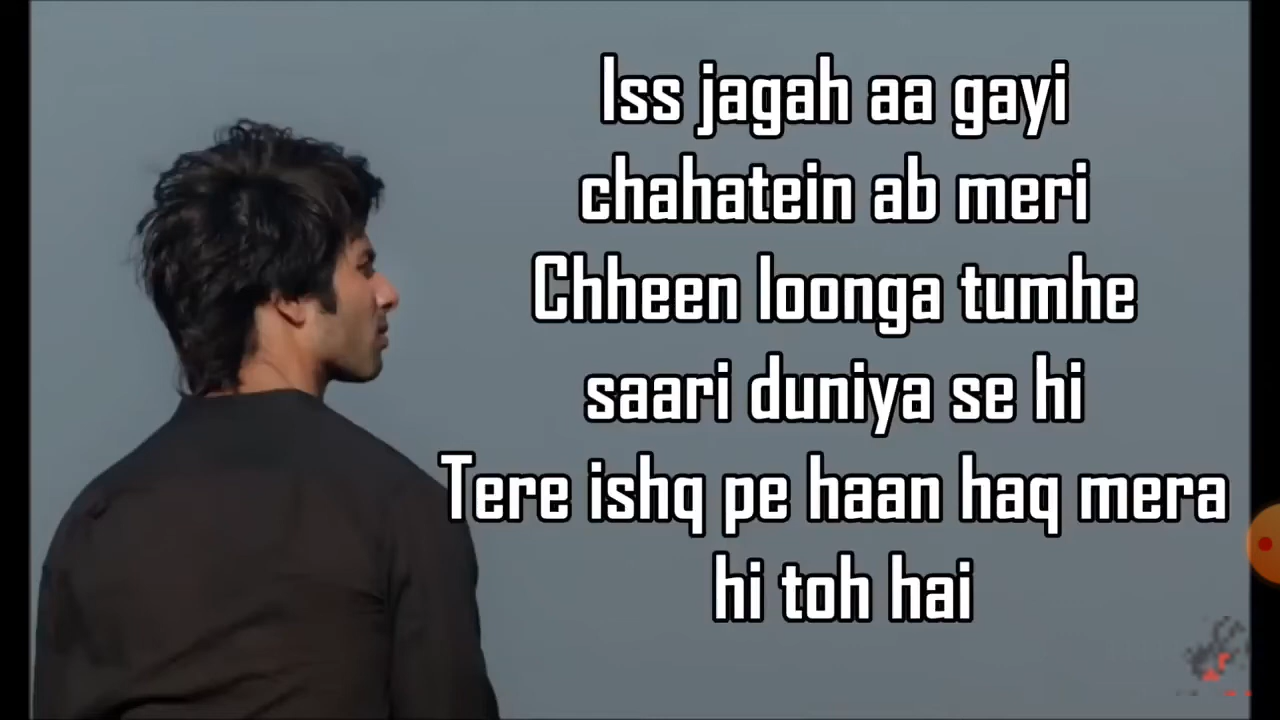 Iss jagah aa gayi
chahatein ab meri
Chheen loonga tumhe
saari duniya se hi
Tere ishq pe haan haq mera
hi toh hai